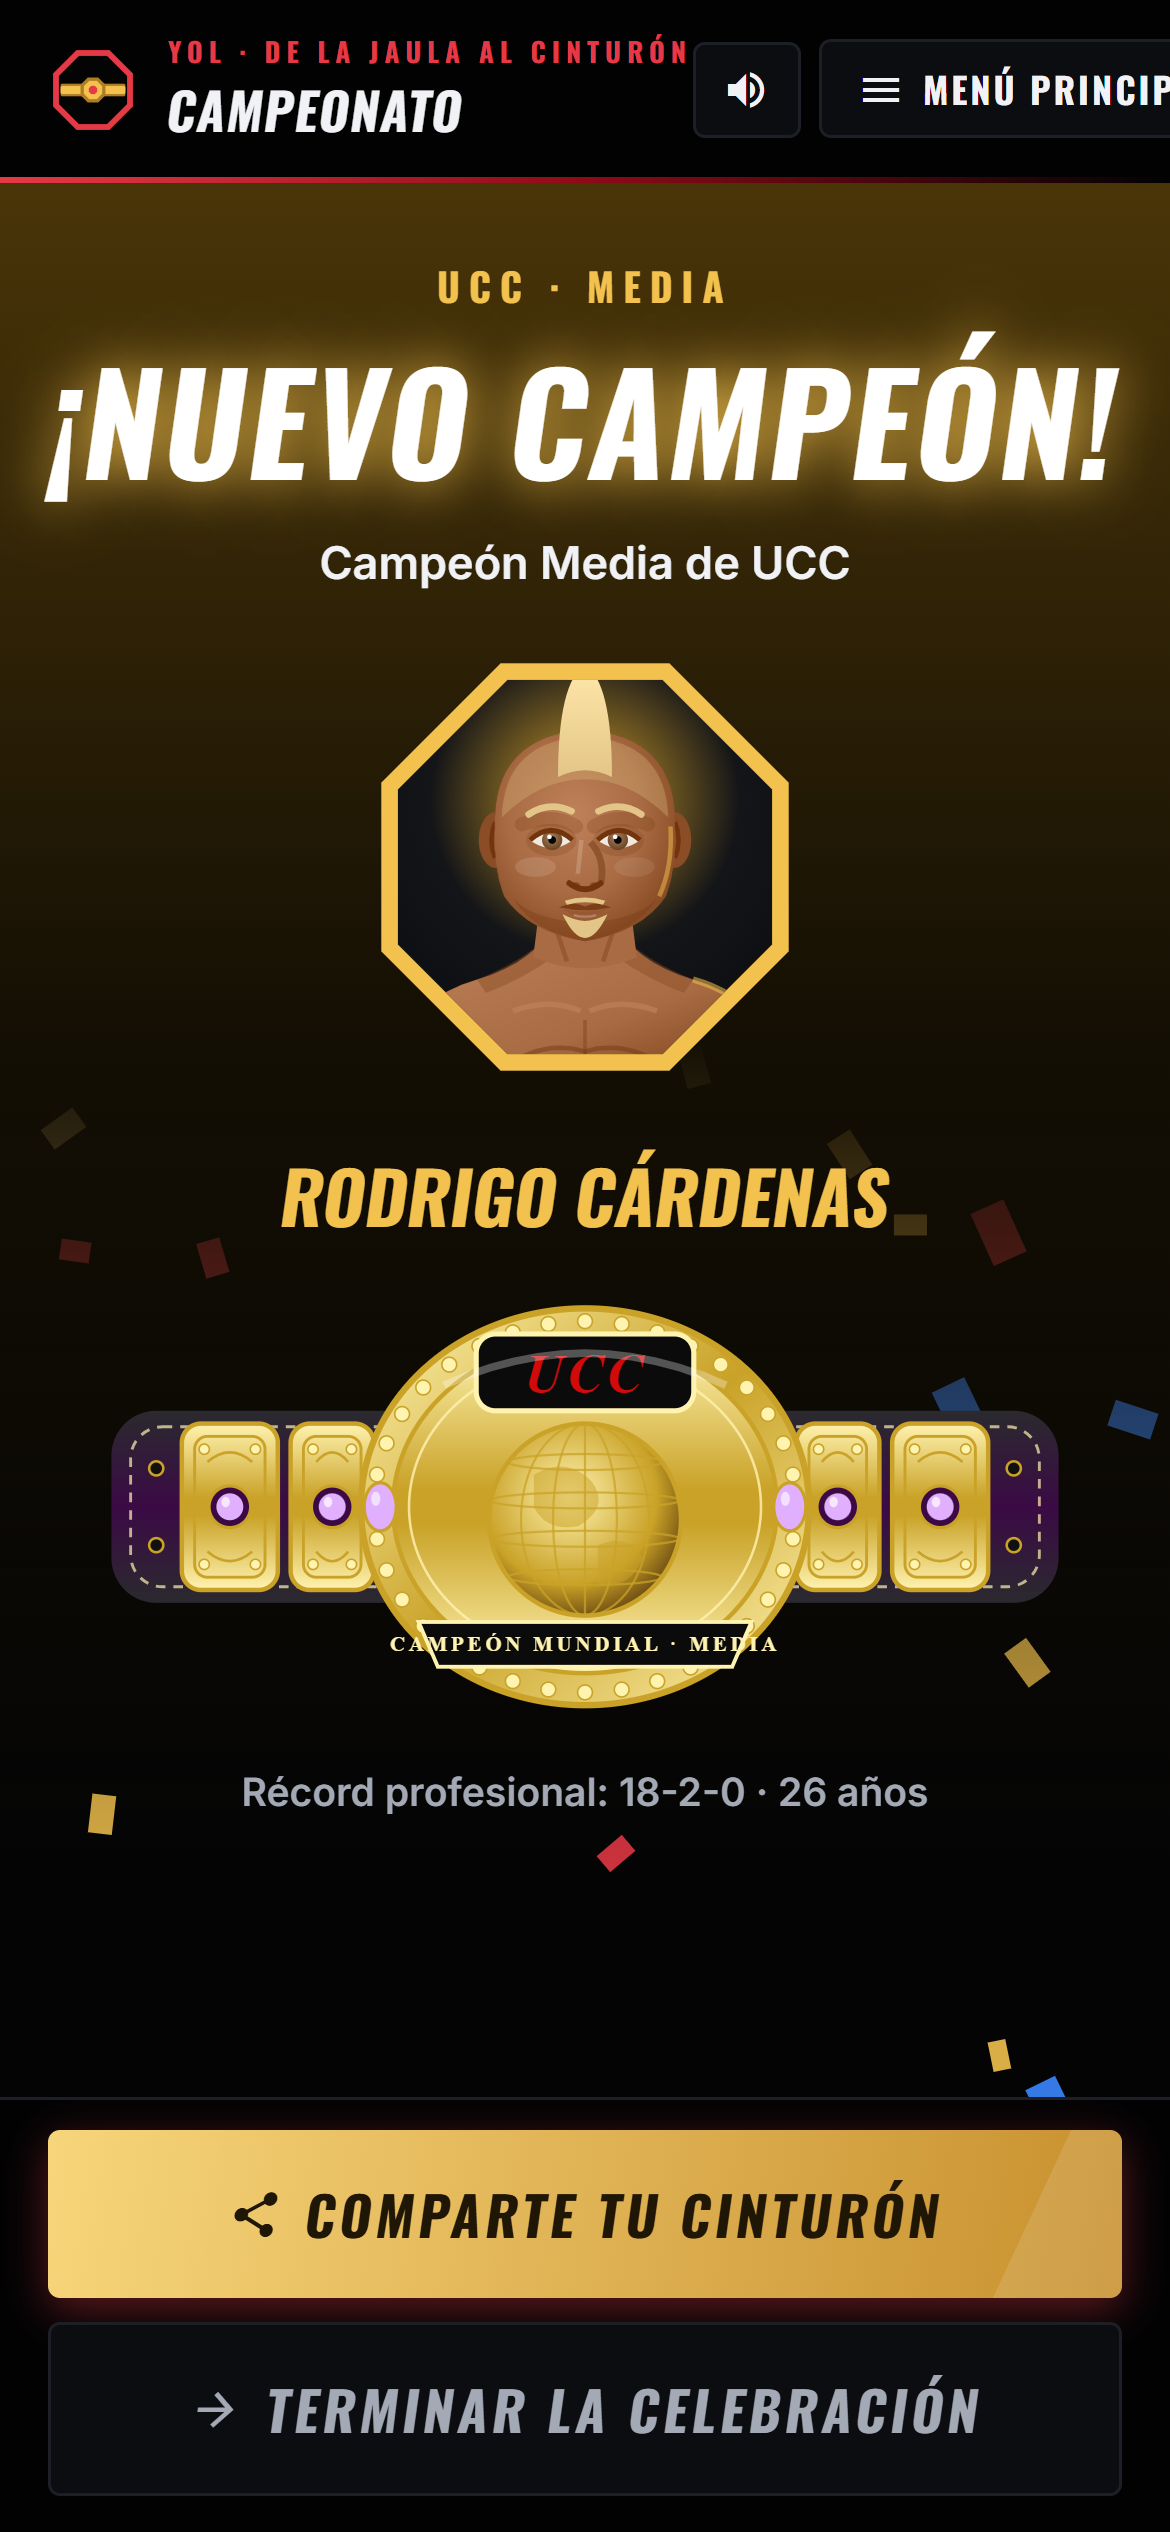 YOL · DE LA JAULA AL CINTURÓN
CAMPEONATO
MENÚ PRINCIP
UCC · MEDIA
¡NUEVO CAMPEÓN!
Campeón Media de UCC
RODRIGO CÁRDENAS
UCC
CAMPEÓN MUNDIAL · MEDIA
Récord profesional: 18-2-0 · 26 años
COMPARTE TU CINTURÓN
TERMINAR LA CELEBRACIÓN